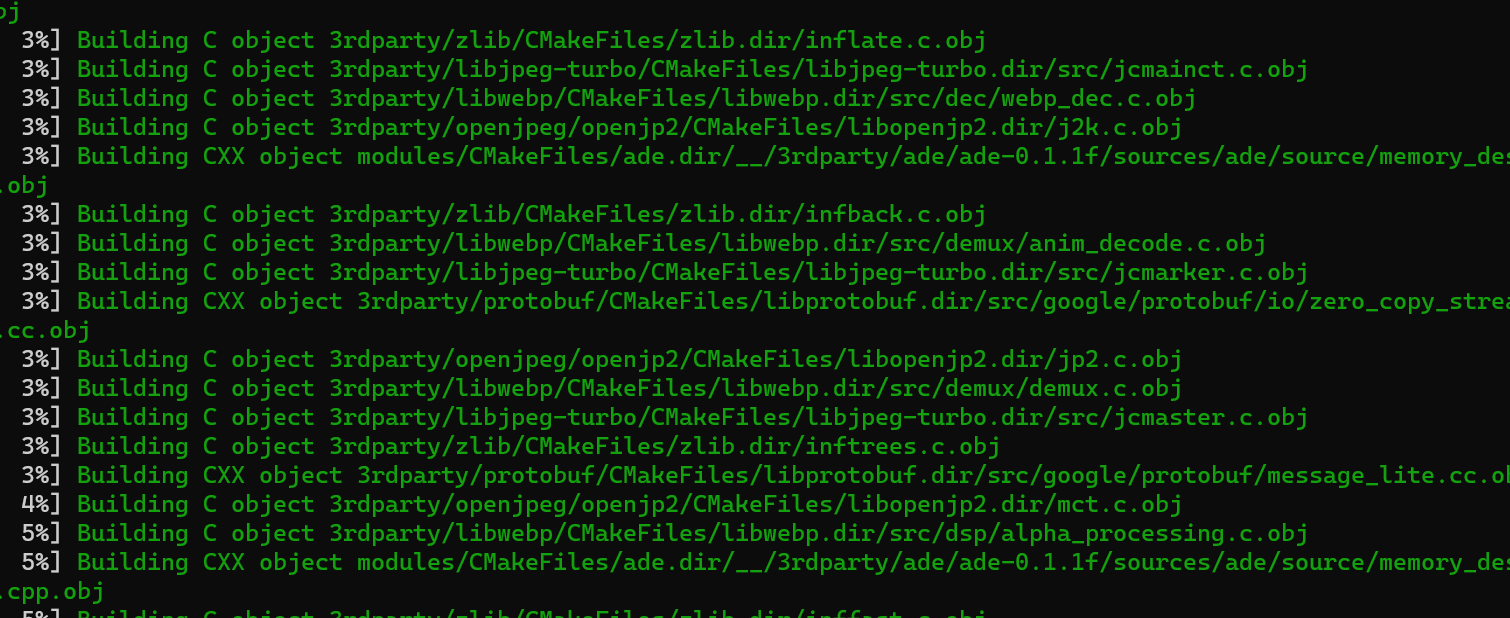 bj
3%] Building C object 3rdparty/zlib/CMakeFiles/zlib.dir/inflate.c.obj
3%] Building C object 3rdparty/libjpeg-turbo/CMakeFiles/libjpeg-turbo.dir/src/jcmainct.c.obj
3%] Building C object 3rdparty/libwebp/CMakeFiles/libwebp.dir/src/dec/webp_dec.c.obj
3%] Building C object 3rdparty/openjpeg/openjp2/CMakeFiles/libopenjp2.dir/j2k.c.obj
3%] Building CXX object modules/CMakeFiles/ade.dir/__/3rdparty/ade/ade-0.1.1f/sources/ade/source/memory_des
.obj
3%] Building C object 3rdparty/zlib/CMakeFiles/zlib.dir/infback.c.obj
3%] Building C object 3rdparty/libwebp/CMakeFiles/libwebp.dir/src/demux/anim_decode.c.obj
3%] Building C object 3rdparty/libjpeg-turbo/CMakeFiles/libjpeg-turbo.dir/src/jcmarker.c.obj
3%] Building CXX object 3rdparty/protobuf/CMakeFiles/libprotobuf.dir/src/google/protobuf/io/zero_copy_strea
.cc.obj
3%] Building C object 3rdparty/openjpeg/openjp2/CMakeFiles/libopenjp2.dir/jp2.c.obj
3%] Building C object 3rdparty/libwebp/CMakeFiles/libwebp.dir/src/demux/demux.c.obj
3%] Building C object 3rdparty/libjpeg-turbo/CMakeFiles/libjpeg-turbo.dir/src/jcmaster.c.obj
3%] Building C object 3rdparty/zlib/CMakeFiles/zlib.dir/inftrees.c.obj
3%] Building CXX object 3rdparty/protobuf/CMakeFiles/libprotobuf.dir/src/google/protobuf/message_lite.cc.ob
4%] Building C object 3rdparty/openjpeg/openjp2/CMakeFiles/libopenjp2.dir/mct.c.obj
5%] Building C object 3rdparty/libwebp/CMakeFiles/libwebp.dir/src/dsp/alpha_processing.c.obj
5%] Building CXX object modules/CMakeFiles/ade.dir/__/3rdparty/ade/ade-0.1.1f/sources/ade/source/memory_des
.cpp.obj
5%] Building C object 3rdparty/zlib/CMakeFiles/zlib.dir/inffast.c.obj